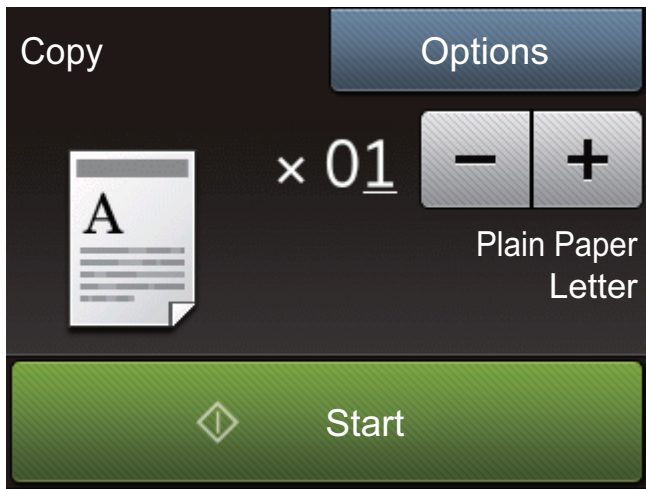 Copy
Options
× 01
− +
A
Plain Paper
Letter
Start